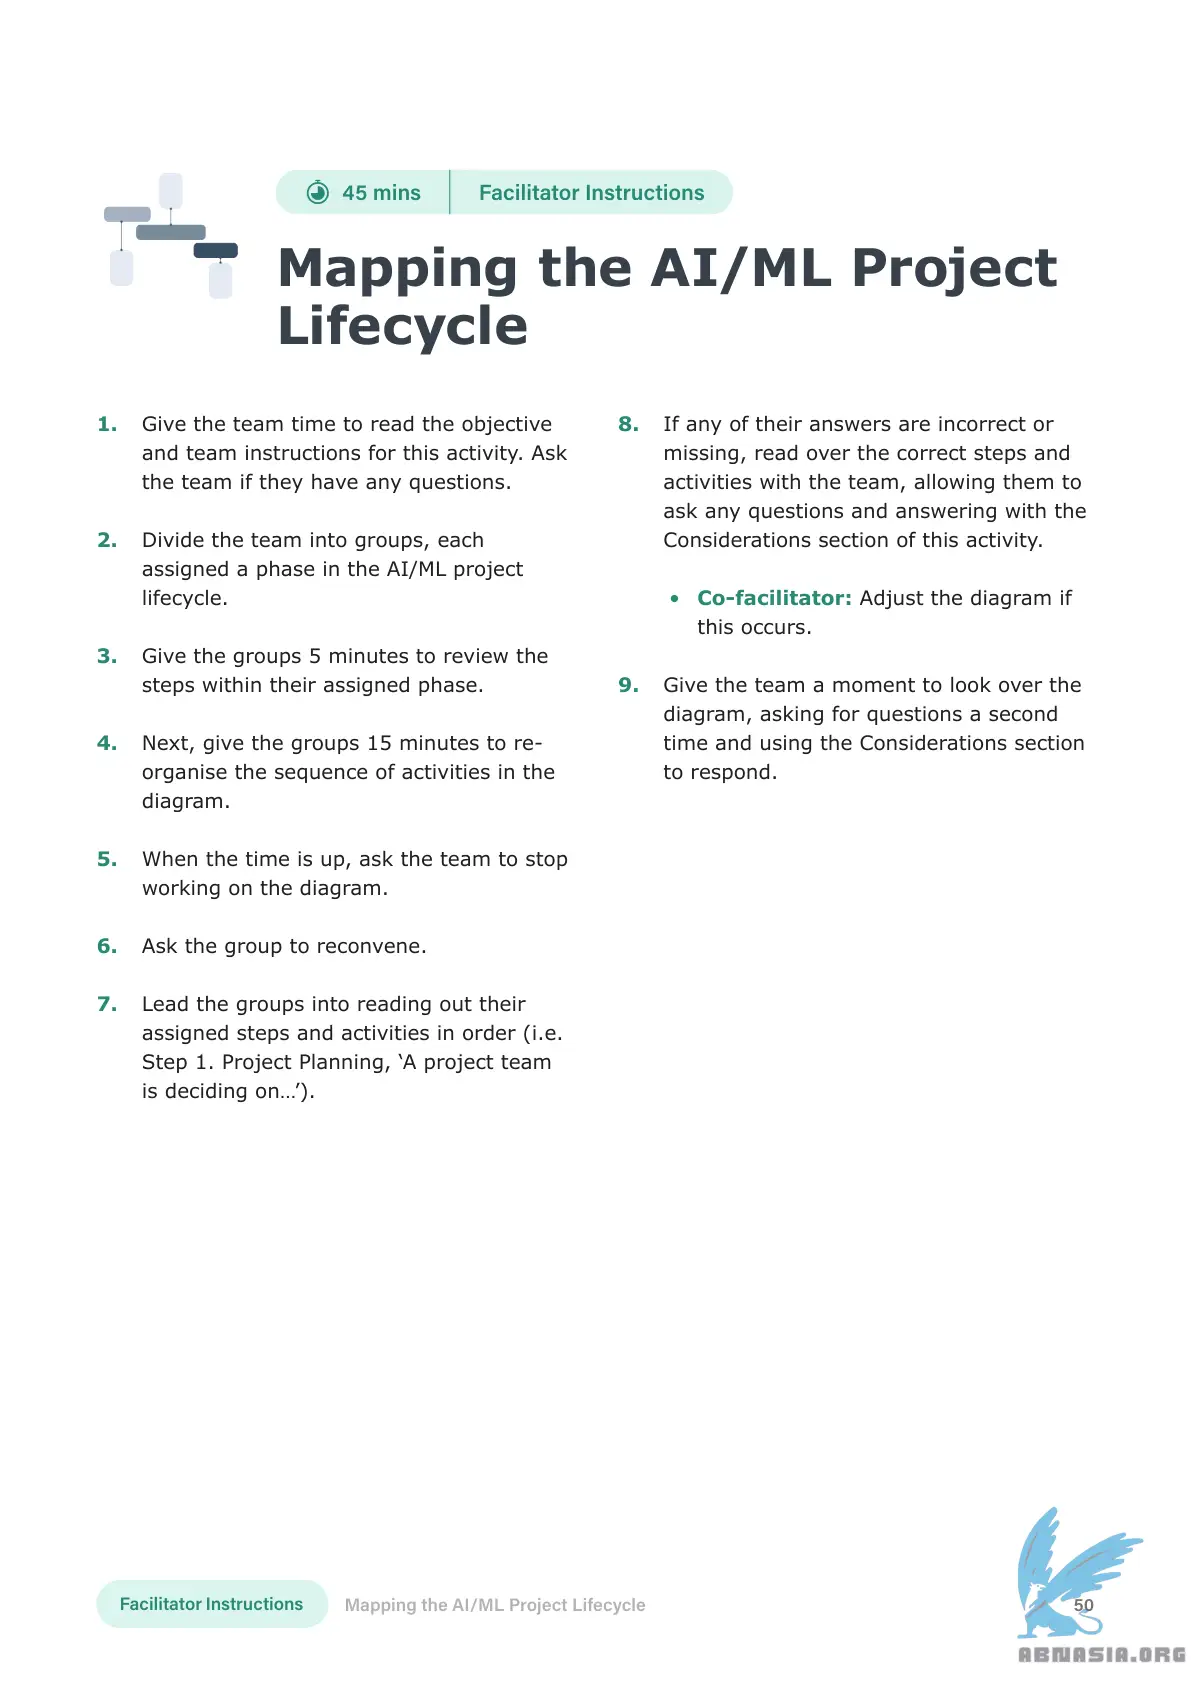 45 mins
Facilitator Instructions
Mapping the AI/ML Project
Lifecycle
1. Give the team time to read the objective
and team instructions for this activity. Ask
the team if they have any questions.
2. Divide the team into groups, each
assigned a phase in the AI/ML project
lifecycle.
3. Give the groups 5 minutes to review the
steps within their assigned phase.
4. Next, give the groups 15 minutes to re-
organise the sequence of activities in the
diagram.
5. When the time is up, ask the team to stop
working on the diagram.
6. Ask the group to reconvene.
7. Lead the groups into reading out their
assigned steps and activities in order (i.e.
Step 1. Project Planning, ‘A project team
is deciding on…’).
8. If any of their answers are incorrect or
missing, read over the correct steps and
activities with the team, allowing them to
ask any questions and answering with the
Considerations section of this activity.
• Co-facilitator: Adjust the diagram if
this occurs.
9. Give the team a moment to look over the
diagram, asking for questions a second
time and using the Considerations section
to respond.
Facilitator Instructions
Mapping the AI/ML Project Lifecycle
50
ABNASIA.ORG